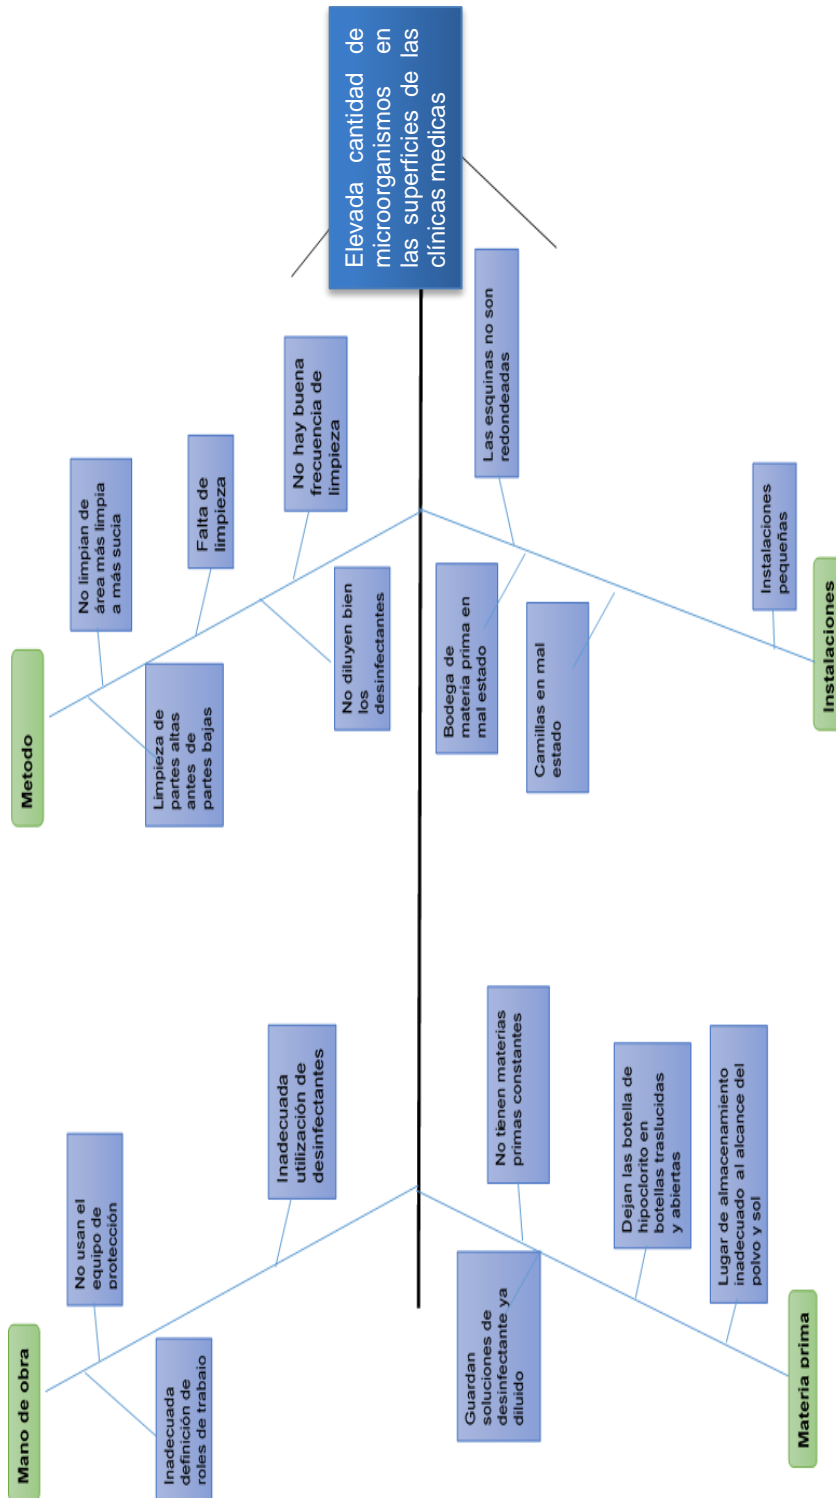 Mano de obra
No usan el
equipo de
protección
Inadecuada
definición de
roles de trabajo
Inadecuada
utilización de
desinfectantes
Metodo
No limpian de
área más limpia
a más sucia
Limpieza de
partes altas
antes de
partes bajas
Falta de
limpieza
No hay buena
frecuencia de
limpieza
No diluyen bien
los
desinfectantes
Elevada cantidad de
microorganismos en
las superficies de las
clínicas medicas
Guardan
soluciones de
desinfectante ya
diluido
No tienen materias
primas constantes
Dejan las botella de
hipoclorito en
botellas traslucidas
y abiertas
Lugar de almacenamiento
inadecuado al alcance del
polvo y sol
Materia prima
Bodega de
materia prima en
mal estado
Las esquinas no son
redondeadas
Camillas en mal
estado
Instalaciones
pequeñas
Instalaciones